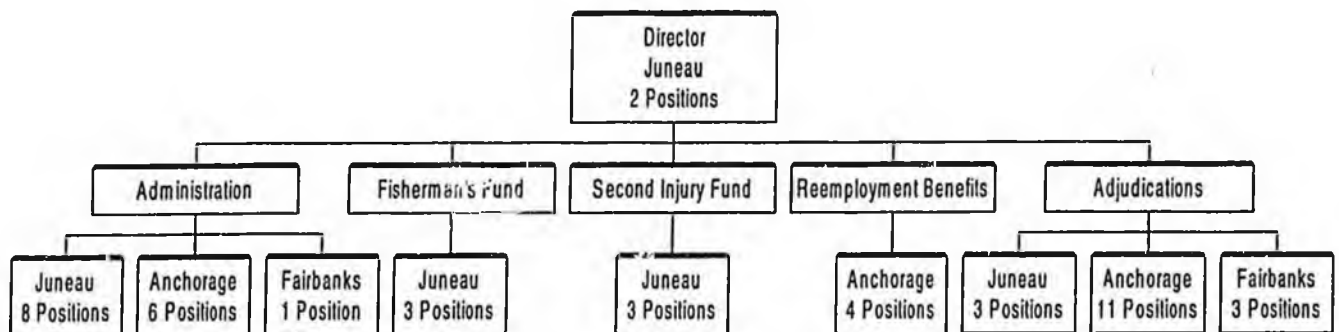 Director
Juneau
2 Positions
Administration
Fisherman's Fund
Second Injury Fund
Reemployment Benefits
Adjudications
Juneau
8 Positions
Anchorage
6 Positions
Fairbanks
1 Position
Juneau
3 Positions
Juneau
3 Positions
Anchorage
4 Positions
Juneau
3 Positions
Anchorage
11 Positions
Fairbanks
3 Positions